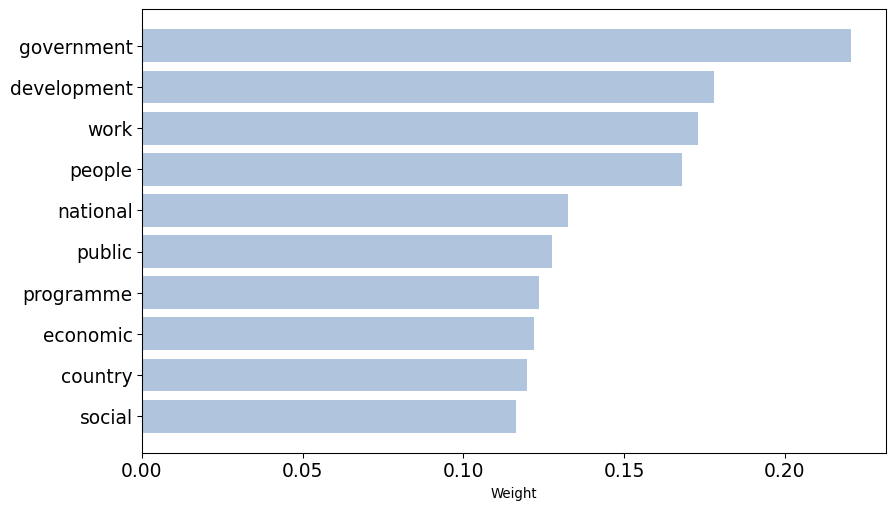 government
development
work
people
national
public
programme
economic
country
social
0.00 0.05 0.10 0.15 0.20
Weight